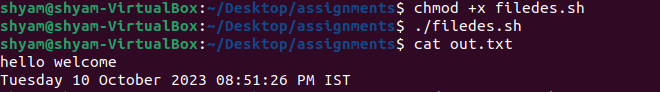 shyam@shyam-VirtualBox:~/Desktop/assignments$ chmod +x filedes.sh
shyam@shyam-VirtualBox:~/Desktop/assignments$ ./filedes.sh
shyam@shyam-VirtualBox:~/Desktop/assignments$ cat out.txt
hello welcome
Tuesday 10 October 2023 08:51:26 PM IST